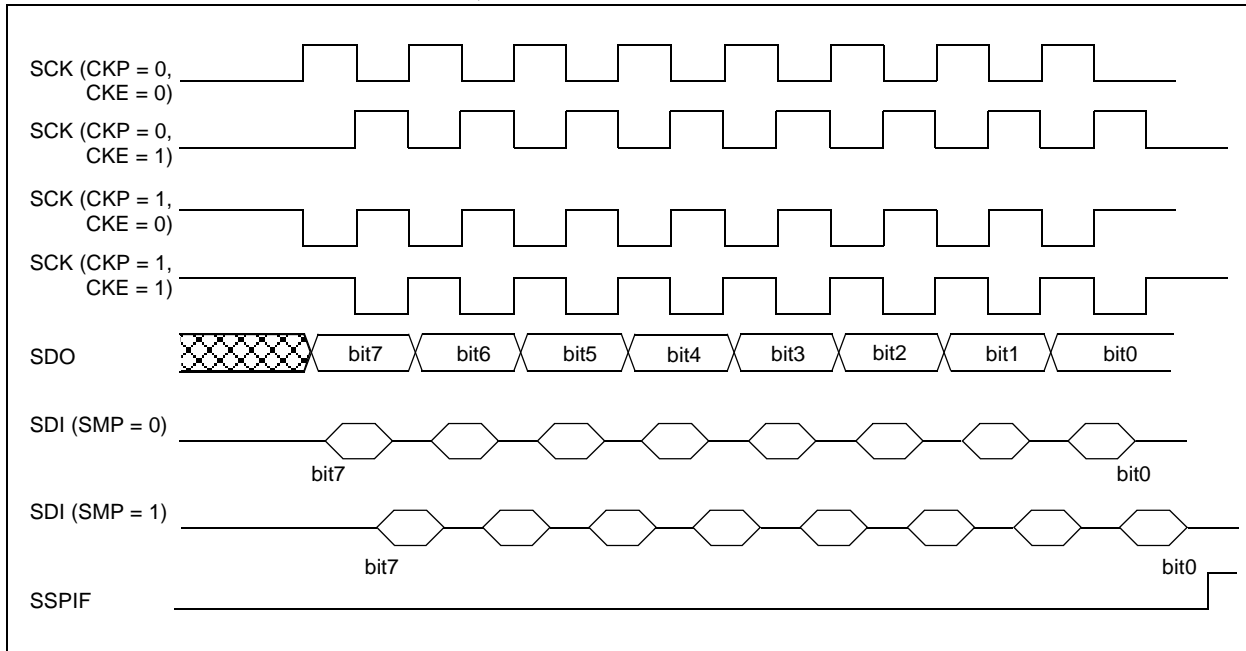 SCK (CKP = 0,
CKE = 0)
SCK (CKP = 0,
CKE = 1)
SCK (CKP = 1,
CKE = 0)
SCK (CKP = 1,
CKE = 1)
SDO bit7 bit6 bit5 bit4 bit3 bit2 bit1 bit0
SDI (SMP = 0)
bit7 bit0
SDI (SMP = 1)
bit7 bit0
SSPIF